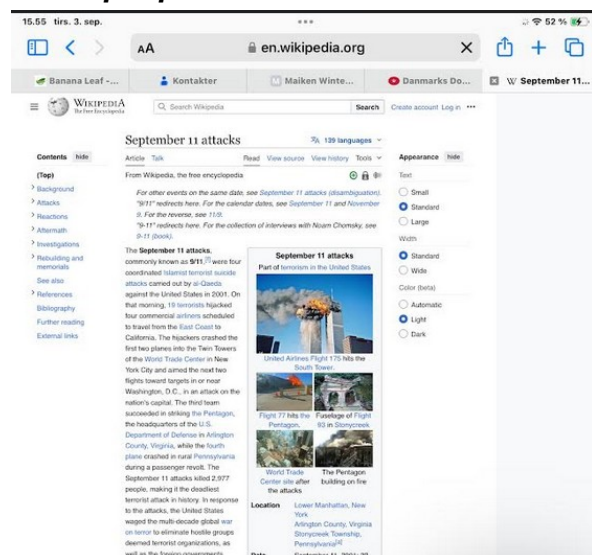 15.55 tirs. 3. sep.
52 %
AA
en.wikipedia.org
Banana Leaf -...
Kontakter
Maiken Winte...
Danmarks Do...
W September 11...
WIKIPEDIA
The Free Encyclopedia
Search Wikipedia
Search
Create account Log in
September 11 attacks
139 languages
Contents hide
Article Talk
Read View source View history Tools
Appearance hide
(Top)
Background
Attacks
Reactions
Aftermath
Investigations
Rebuilding and
memorials
See also
References
Bibliography
Further reading
External links
From Wikipedia, the free encyclopedia
For other events on the same date, see September 11 attacks (disambiguation).
"9/11" redirects here. For the calendar dates, see September 11 and November
9. For the reverse, see 11/9.
"9-11" redirects here. For the collection of interviews with Noam Chomsky, see
9-11 (book).
The September 11 attacks,
commonly known as 9/11, were four
coordinated Islamist terrorist suicide
attacks carried out by al-Qaeda
against the United States in 2001. On
that morning, 19 terrorists hijacked
four commercial airliners scheduled
to travel from the East Coast to
California. The hijackers crashed the
first two planes into the Twin Towers
of the World Trade Center in New
York City and aimed the next two
flights toward targets in or near
Washington, D.C., in an attack on the
nation's capital. The third team
succeeded in striking the Pentagon,
the headquarters of the U.S.
Department of Defense in Arlington
County, Virginia, while the fourth
plane crashed in rural Pennsylvania
during a passenger revolt. The
September 11 attacks killed 2,977
people, making it the deadliest
terrorist attack in history. In response
to the attacks, the United States
waged the multi-decade global war
on terror to eliminate hostile groups
deemed terrorist organizations, as
well as the foreign governments
September 11 attacks
Part of terrorism in the United States
United Airlines Flight 175 hits the
South Tower.
Flight 77 hits the
Pentagon.
Fuselage of Flight
93 in Stonycreek
World Trade
Center site after
the attacks
The Pentagon
building on fire
Location Lower Manhattan, New
York
Arlington County, Virginia
Stonycreek Township,
Pennsylvania
Date
Text
Small
Standard
Large
Width
Standard
Wide
Color (beta)
Automatic
Light
Dark